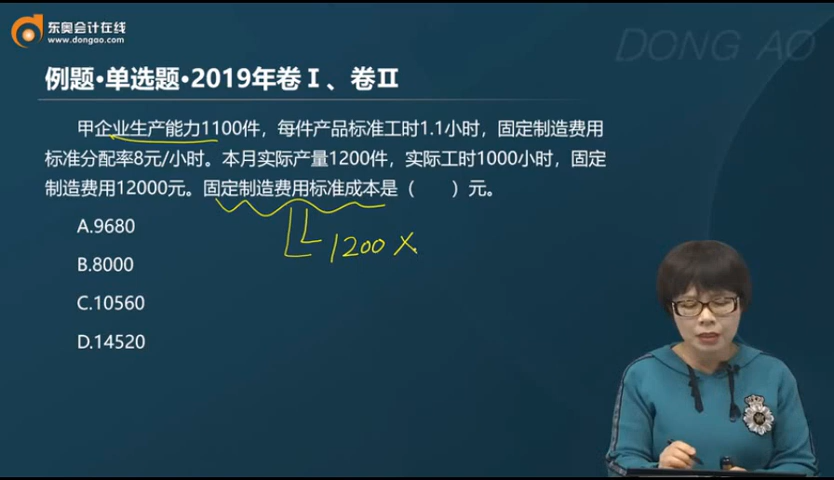 东奥会计在线
www.dongao.com
DONG AO
例题·单选题·2019年卷Ⅰ、卷Ⅱ
甲企业生产能力1100件，每件产品标准工时1.1小时，固定制造费用
标准分配率8元/小时。本月实际产量1200件，实际工时1000小时，固定
制造费用12000元。固定制造费用标准成本是（　　）元。
A.9680
1200 ×
B.8000
C.10560
D.14520